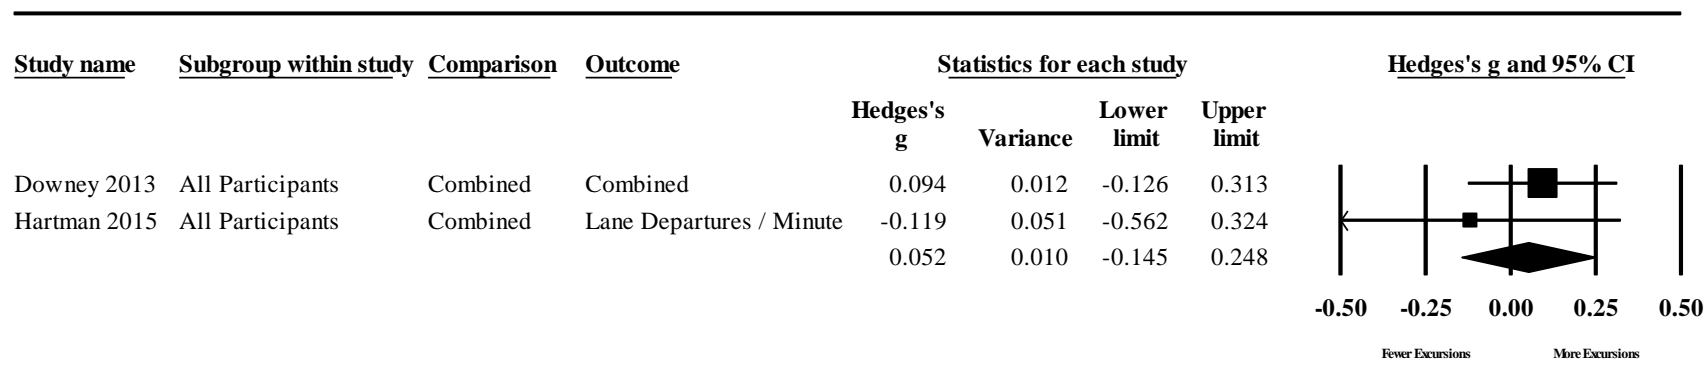 Study name Subgroup within study Comparison Outcome Statistics for each study Hedges's g and 95% CI
Hedges's g Variance Lower limit Upper limit
Downey 2013 All Participants Combined Combined 0.094 0.012 -0.126 0.313
Hartman 2015 All Participants Combined Lane Departures / Minute -0.119 0.051 -0.562 0.324
0.052 0.010 -0.145 0.248
-0.50 -0.25 0.00 0.25 0.50
Fewer Excursions More Excursions